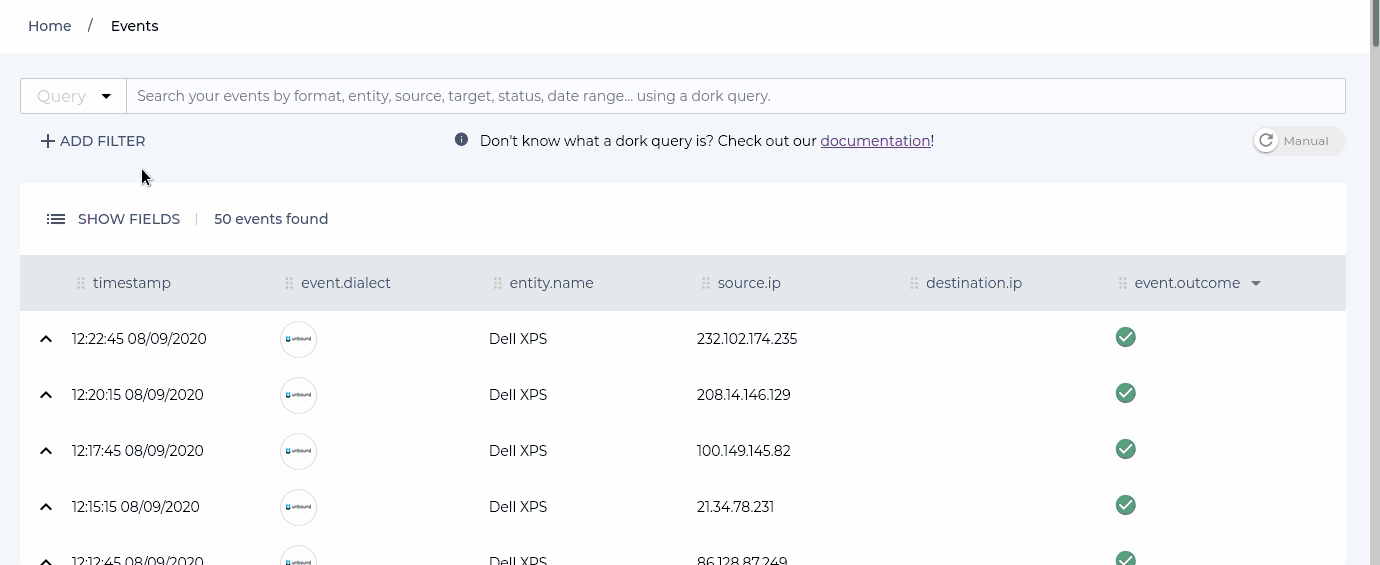 Home / Events
Query Search your events by format, entity, source, target, status, date range... using a dork query.
ADD FILTER Don't know what a dork query is? Check out our documentation! Manual
SHOW FIELDS 50 events found
timestamp event.dialect entity.name source.ip destination.ip event.outcome
12:22:45 08/09/2020 unbound Dell XPS 232.102.174.235
12:20:15 08/09/2020 unbound Dell XPS 208.14.146.129
12:17:45 08/09/2020 unbound Dell XPS 100.149.145.82
12:15:15 08/09/2020 unbound Dell XPS 21.34.78.231
12:12:45 08/09/2020 unbound Dell XPS 86.128.87.249